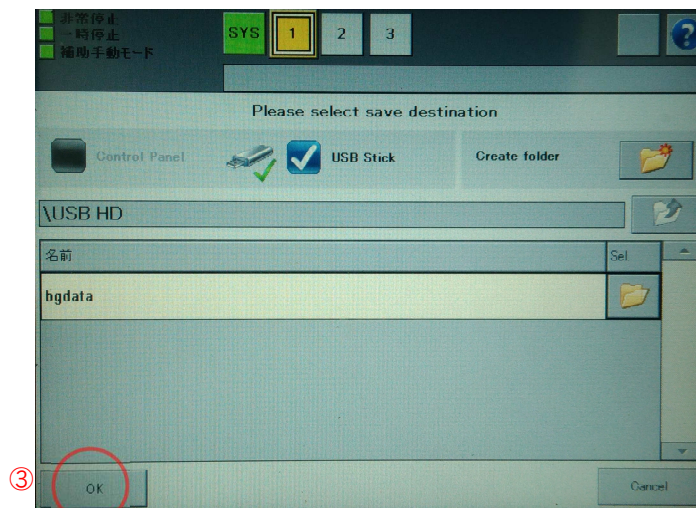 非常停止
一時停止
補助手動モード
SYS 1 2 3 ?
Please select save destination
Control Panel USB Stick Create folder
\USB HD
名前 Sel
hgdata
③ OK Cancel